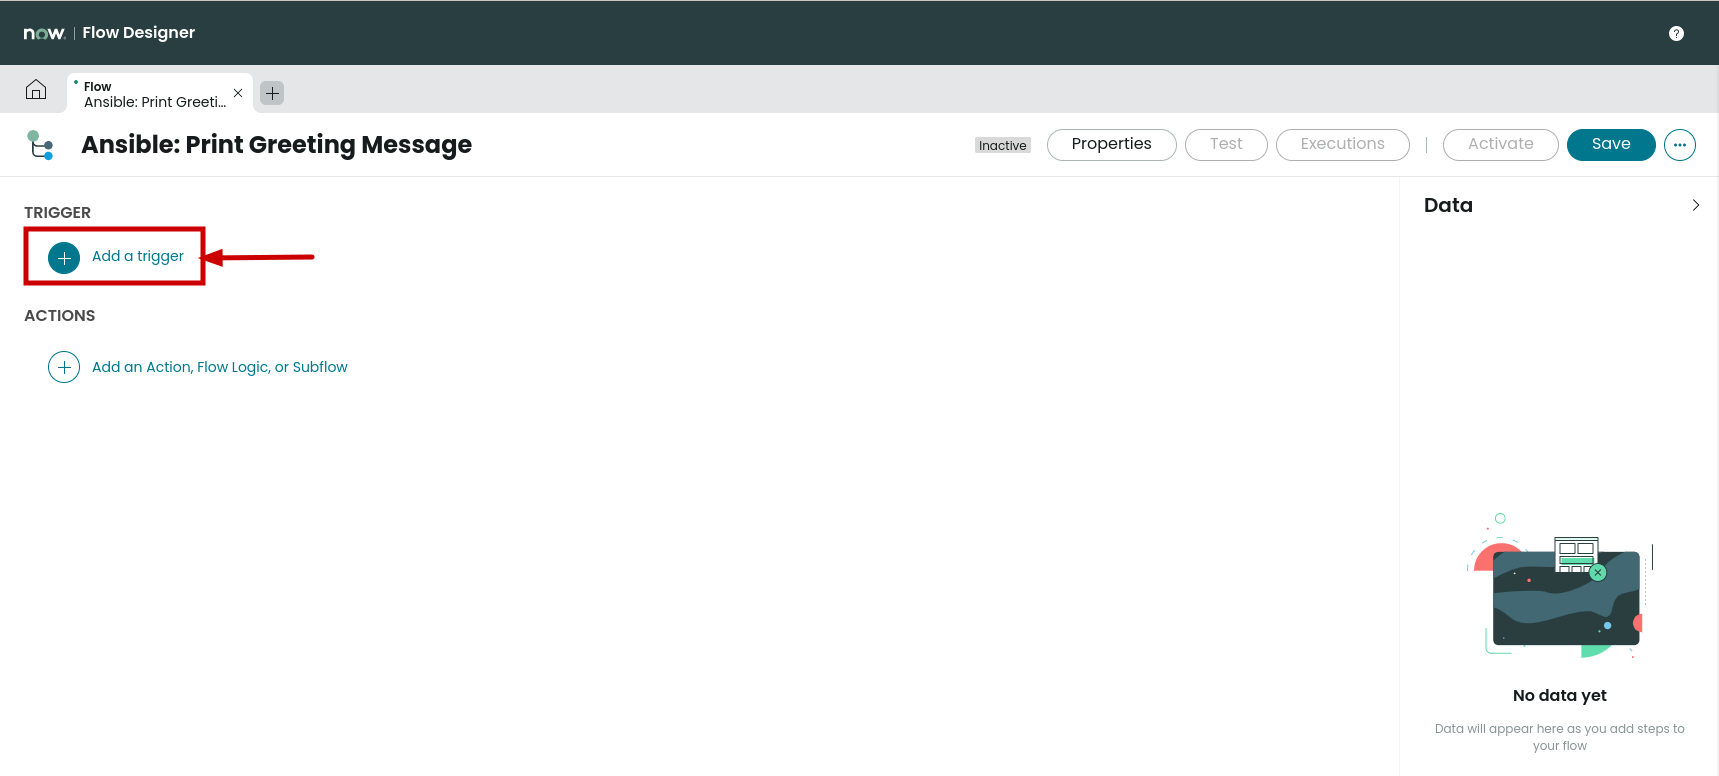 now. | Flow Designer
Flow
Ansible: Print Greeti...
Ansible: Print Greeting Message
Inactive
Properties
Test
Executions
Activate
Save
TRIGGER
Add a trigger
ACTIONS
Add an Action, Flow Logic, or Subflow
Data
No data yet
Data will appear here as you add steps to
your flow